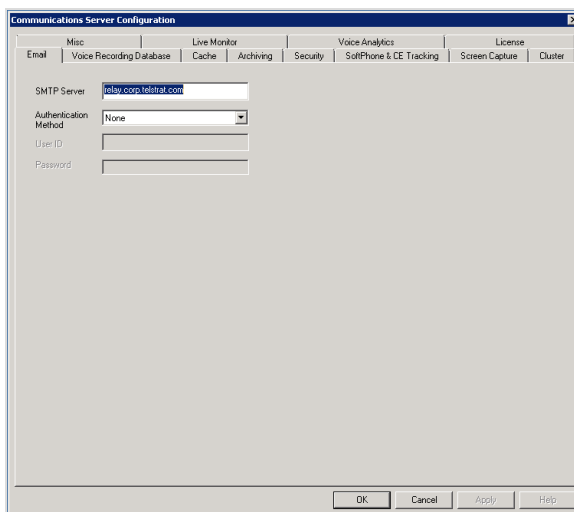 Communications Server Configuration
Misc Live Monitor Voice Analytics License
Email Voice Recording Database Cache Archiving Security SoftPhone & CE Tracking Screen Capture Cluster
SMTP Server relay.corp.telstrat.com
Authentication
Method
None
User ID
Password
OK Cancel Apply Help